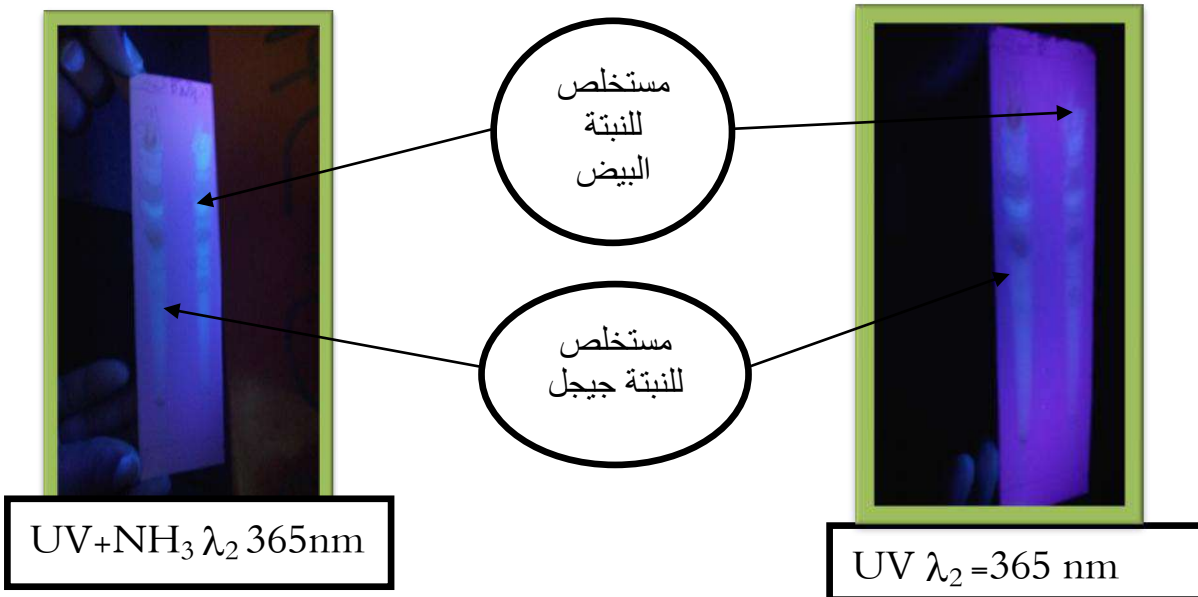 مستخلص
للنبتة
البيض
مستخلص
للنبتة جيجل
UV+NH₃ λ₂ 365nm
UV λ₂ =365 nm